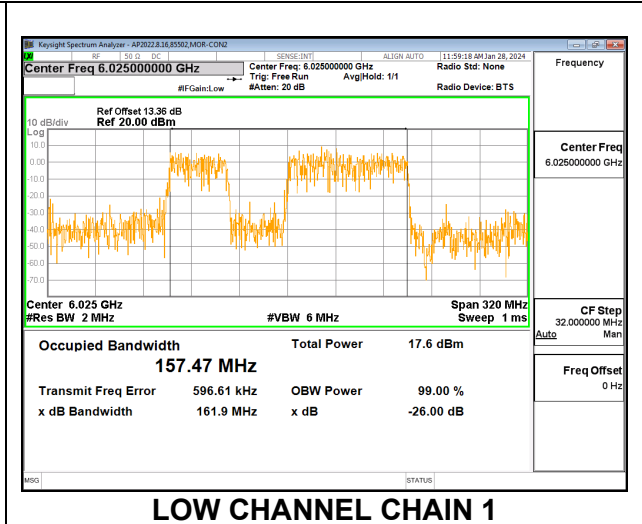 Keysight Spectrum Analyzer - AP2022.8.16,85502,MOR-CON2
RF 50 Ω DC SENSE:INT ALIGN AUTO 11:59:18 AM Jan 28, 2024
Center Freq 6.025000000 GHz
Center Freq: 6.025000000 GHz
Radio Std: None
Trig: Free Run Avg|Hold: 1/1
#IFGain:Low
#Atten: 20 dB
Radio Device: BTS
Frequency
Ref Offset 13.36 dB
10 dB/div Ref 20.00 dBm
Log
10.0
0.00
-10.0
-20.0
-30.0
-40.0
-50.0
-60.0
-70.0
Center Freq
6.025000000 GHz
Center 6.025 GHz Span 320 MHz
#Res BW 2 MHz #VBW 6 MHz Sweep 1 ms
CF Step
32.000000 MHz
Auto Man
Occupied Bandwidth Total Power 17.6 dBm
157.47 MHz
Transmit Freq Error 596.61 kHz OBW Power 99.00 %
x dB Bandwidth 161.9 MHz x dB -26.00 dB
Freq Offset
0 Hz
MSG STATUS
LOW CHANNEL CHAIN 1